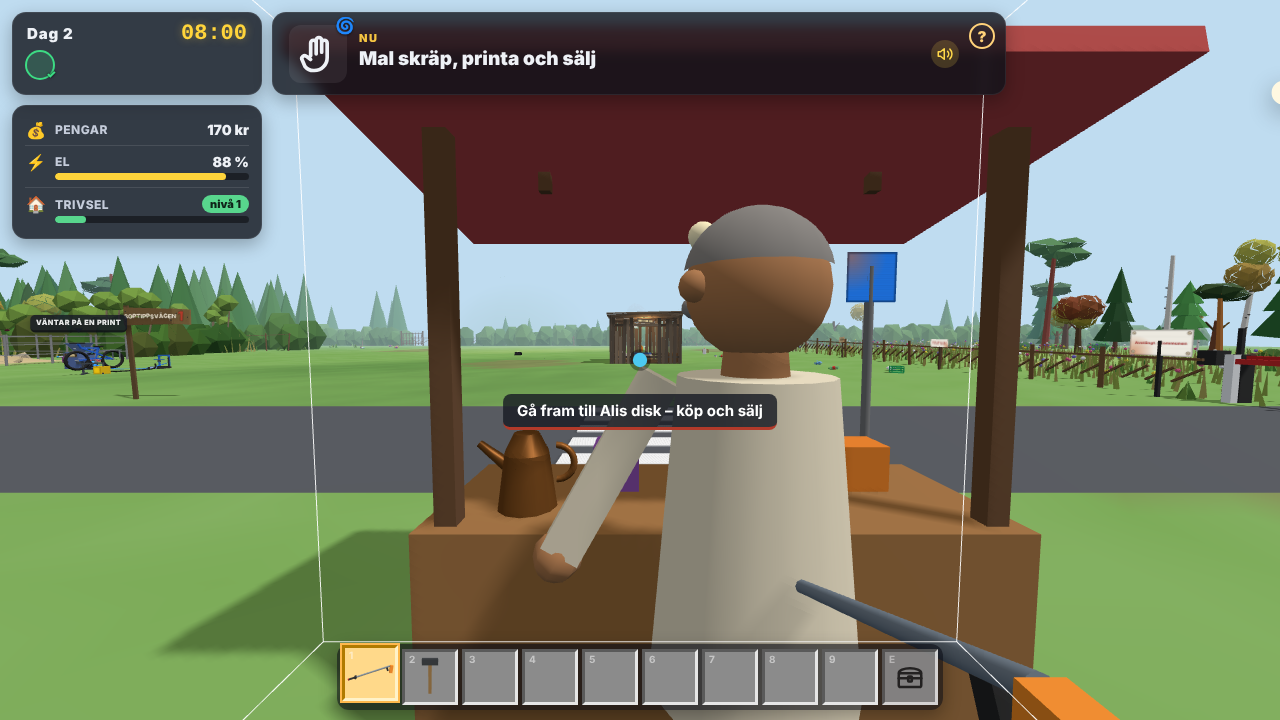 Dag 2
08:00
NU
Mal skräp, printa och sälj
?
PENGAR
170 kr
EL
88 %
TRIVSEL
nivå 1
VÄNTAR PÅ EN PRINT
Gå fram till Alis disk – köp och sälj
1
2
3
4
5
6
7
8
9
E